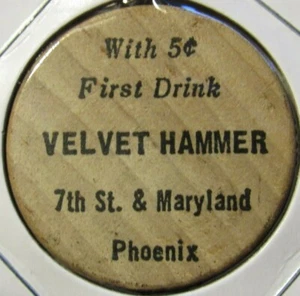 With 5¢
First Drink
VELVET HAMMER
7th St. & Maryland
Phoenix